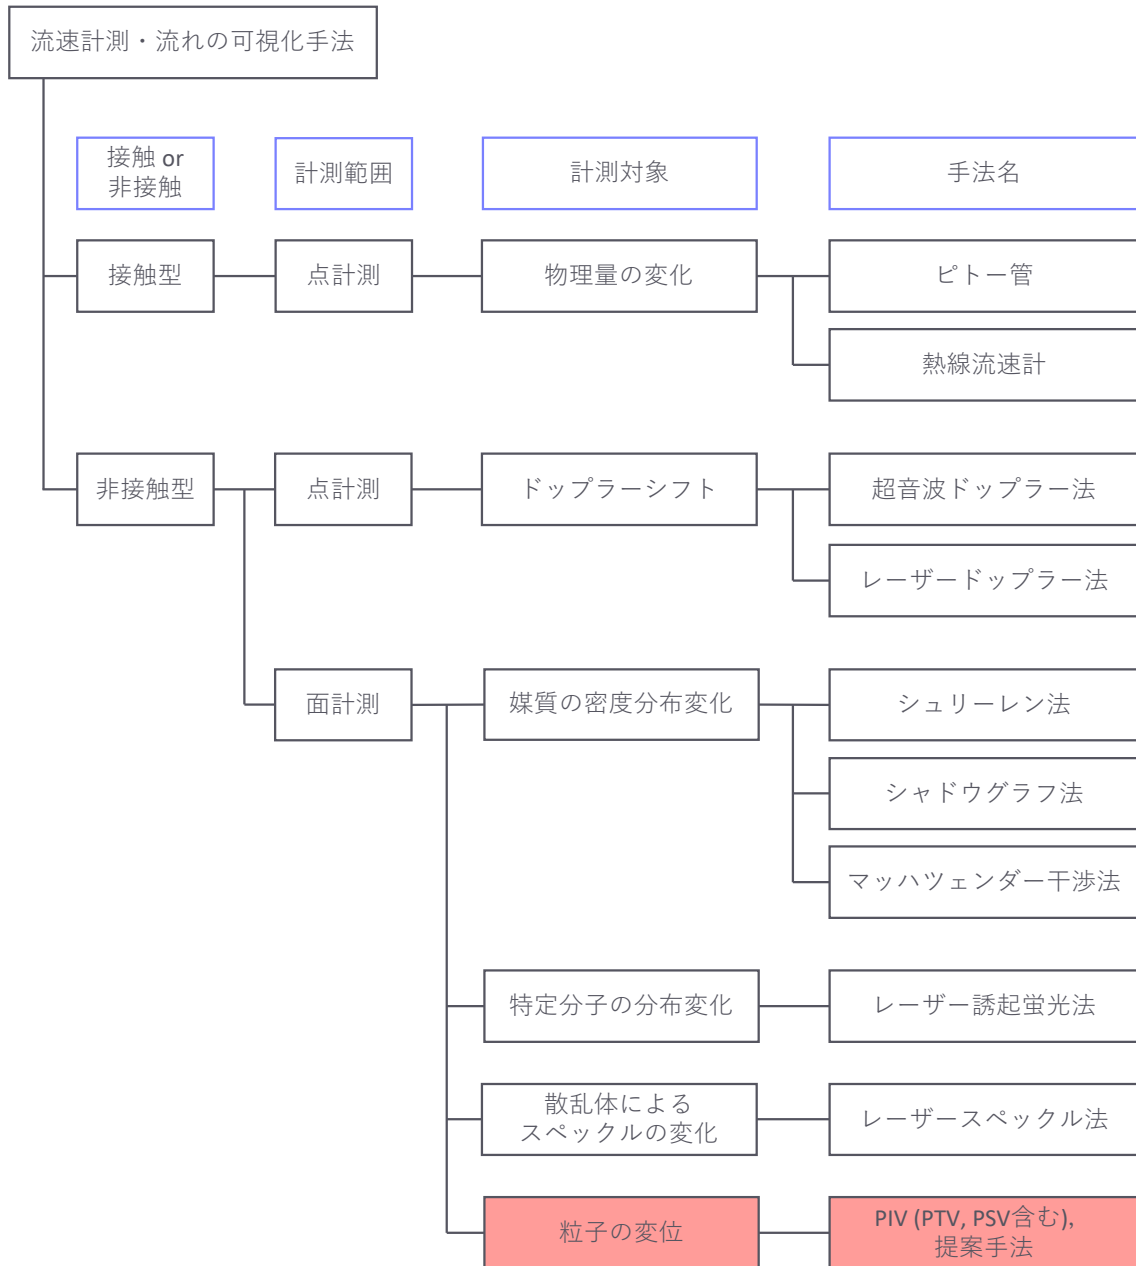 流速計測・流れの可視化手法
接触 or
非接触
計測範囲
計測対象
手法名
接触型
点計測
物理量の変化
ピトー管
熱線流速計
非接触型
点計測
ドップラーシフト
超音波ドップラー法
レーザードップラー法
面計測
媒質の密度分布変化
シュリーレン法
シャドウグラフ法
マッハツェンダー干渉法
特定分子の分布変化
レーザー誘起蛍光法
散乱体による
スペックルの変化
レーザースペックル法
粒子の変位
PIV (PTV, PSV含む),
提案手法